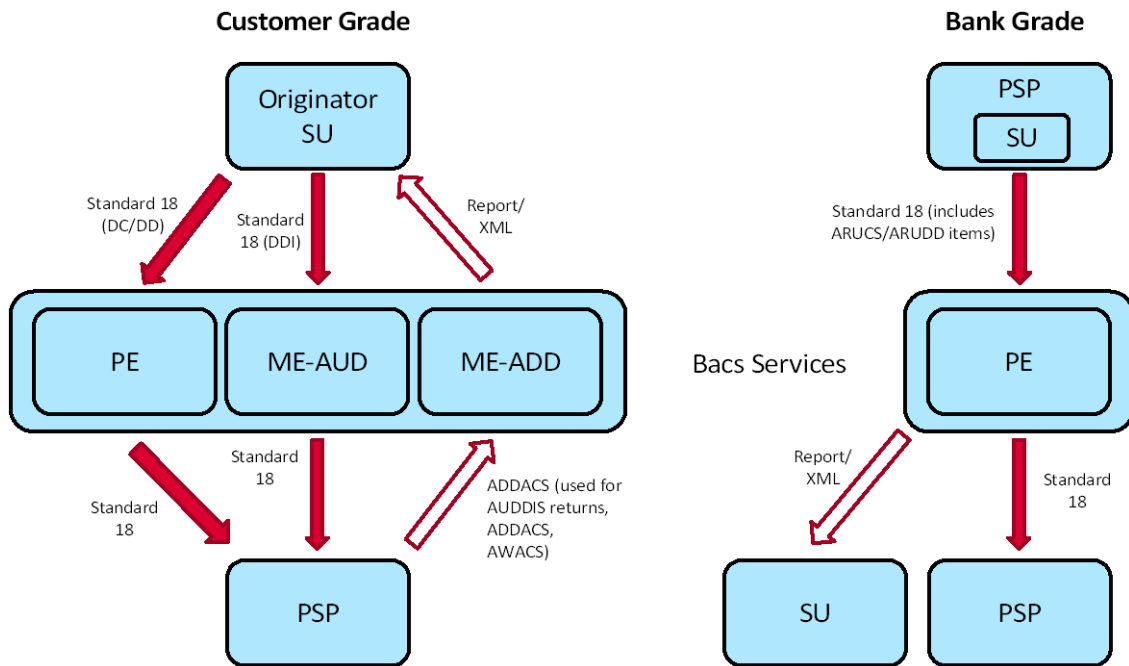 Customer Grade
Bank Grade
Originator
SU
PSP
SU
Standard 18
(DC/DD)
Standard
18 (DDI)
Report/
XML
Standard 18 (includes
ARUCS/ARUDD items)
PE
ME-AUD
ME-ADD
Bacs Services
PE
Standard
18
Standard
18
ADDACS (used for
AUDDIS returns,
ADDACS,
AWACS)
Report/
XML
Standard
18
PSP
SU
PSP